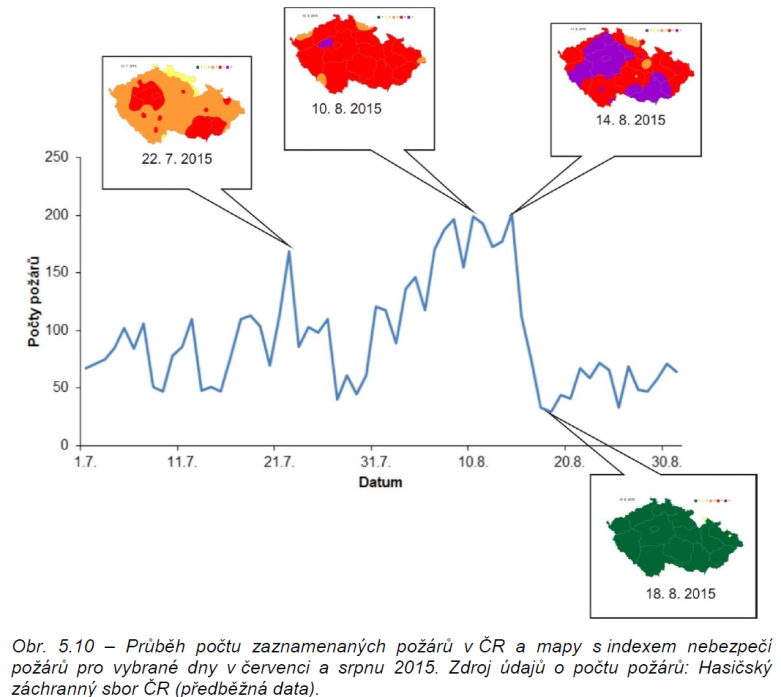 10. 8. 2015
14. 8. 2015
22. 7. 2015
250
200
150
100
50
0
Počty požárů
1.7.
11.7.
21.7.
31.7.
10.8.
20.8.
30.8.
Datum
18. 8. 2015
Obr. 5.10 – Průběh počtu zaznamenaných požárů v ČR a mapy s indexem nebezpečí
požárů pro vybrané dny v červenci a srpnu 2015. Zdroj údajů o počtu požárů: Hasičský
záchranný sbor ČR (předběžná data).